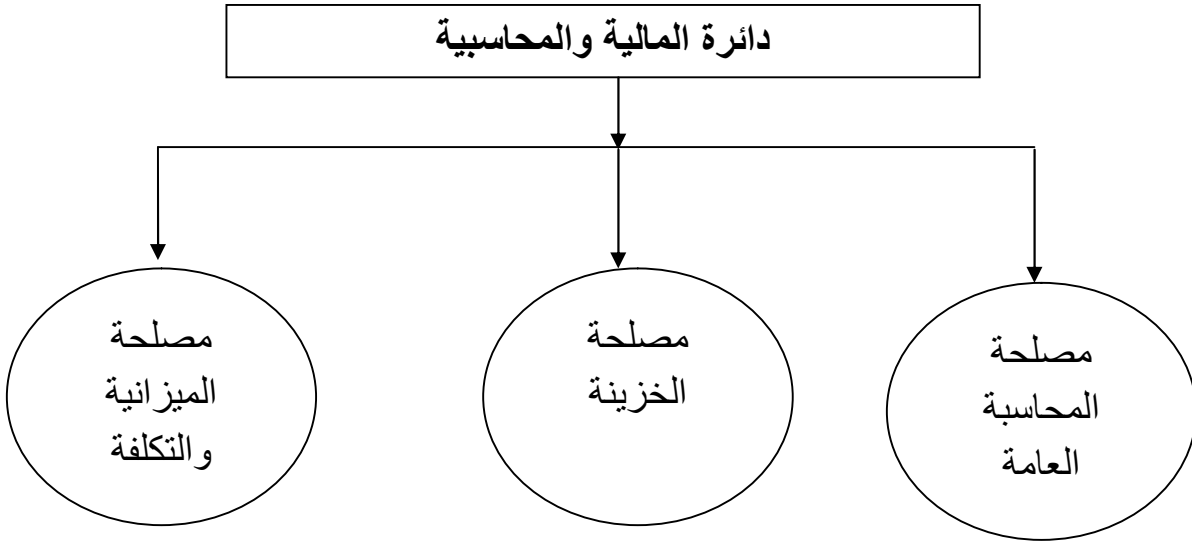 دائرة المالية والمحاسبية
مصلحة
المحاسبة
العامة
مصلحة
الخزينة
مصلحة
الميزانية
والتكلفة